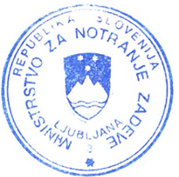 REPUBLIKA SLOVENIJA
MINISTRSTVO ZA NOTRANJE ZADEVE
LJUBLJANA
3